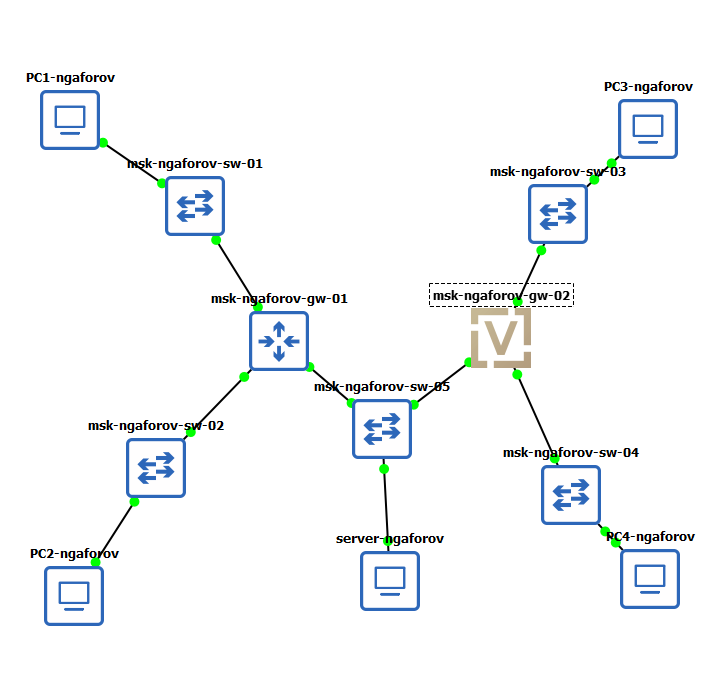 PC1-ngaforov
PC3-ngaforov
msk-ngaforov-sw-01
msk-ngaforov-sw-03
msk-ngaforov-gw-01
msk-ngaforov-gw-02
V
msk-ngaforov-sw-05
msk-ngaforov-sw-02
msk-ngaforov-sw-04
server-ngaforov
PC4-ngaforov
PC2-ngaforov